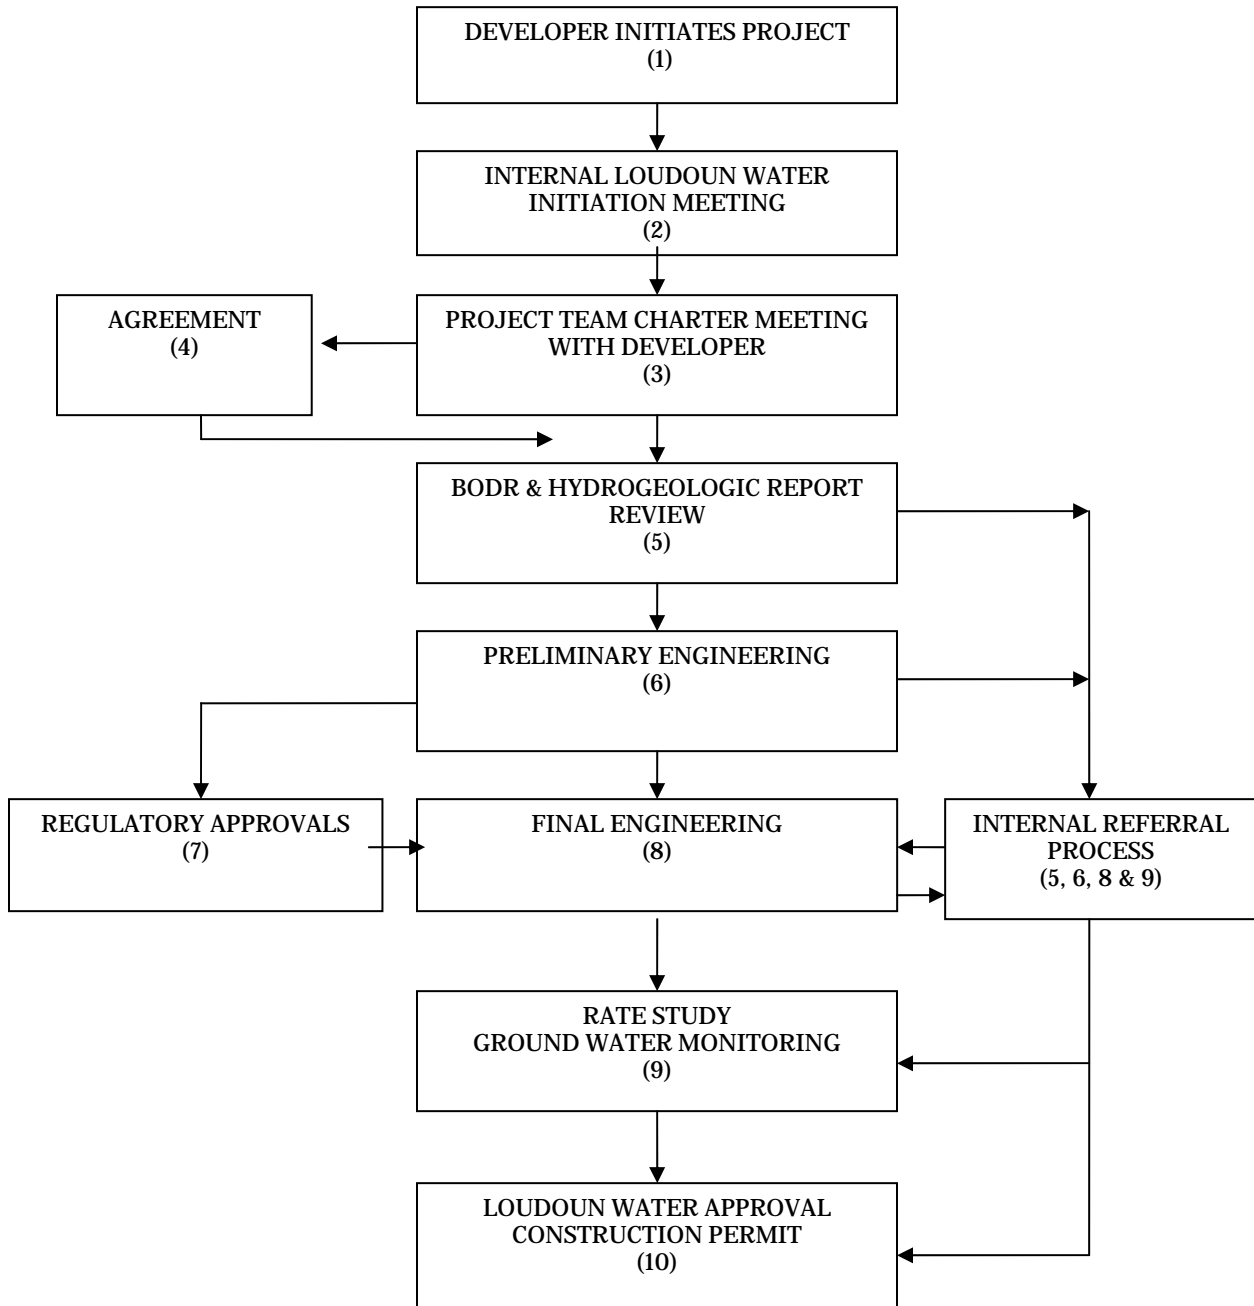 DEVELOPER INITIATES PROJECT
(1)
INTERNAL LOUDOUN WATER
INITIATION MEETING
(2)
AGREEMENT
(4)
PROJECT TEAM CHARTER MEETING
WITH DEVELOPER
(3)
BODR & HYDROGEOLOGIC REPORT
REVIEW
(5)
PRELIMINARY ENGINEERING
(6)
REGULATORY APPROVALS
(7)
FINAL ENGINEERING
(8)
INTERNAL REFERRAL
PROCESS
(5, 6, 8 & 9)
RATE STUDY
GROUND WATER MONITORING
(9)
LOUDOUN WATER APPROVAL
CONSTRUCTION PERMIT
(10)